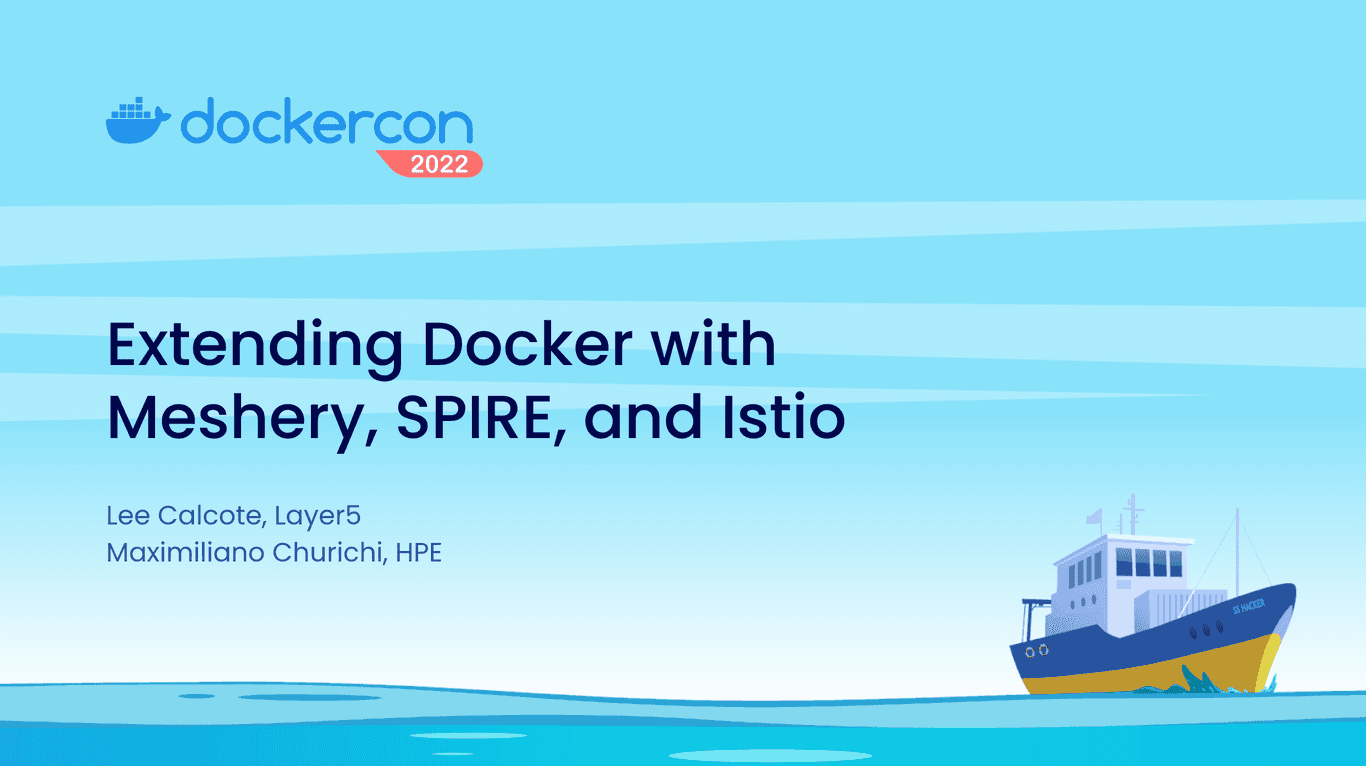 dockercon
2022
Extending Docker with
Meshery, SPIRE, and Istio
Lee Calcote, Layer5
Maximiliano Churichi, HPE
SS HACKER